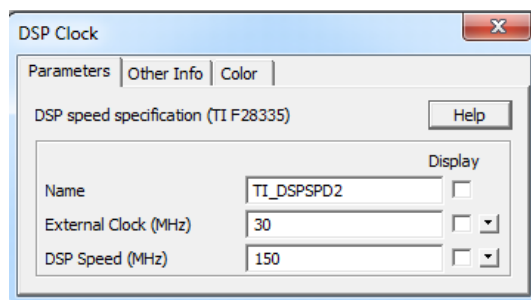 DSP Clock
Parameters Other Info Color
DSP speed specification (TI F28335) Help
Display
Name TI_DSPSPD2
External Clock (MHz) 30
DSP Speed (MHz) 150